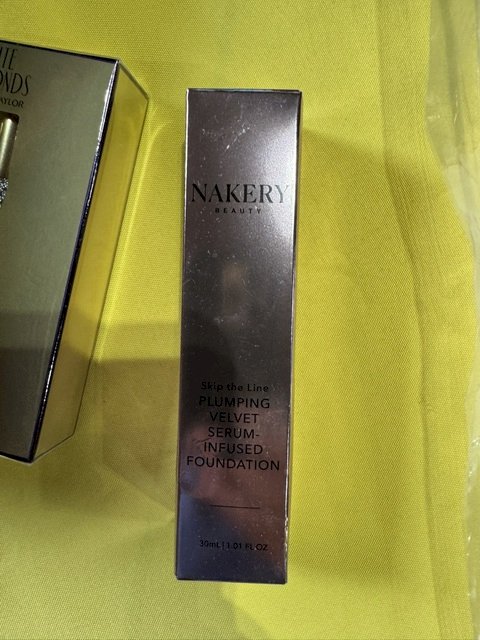 NAKERY
BEAUTY
Skip the Line
PLUMPING
VELVET
SERUM-
INFUSED
FOUNDATION
30mL | 1.01 FL OZ